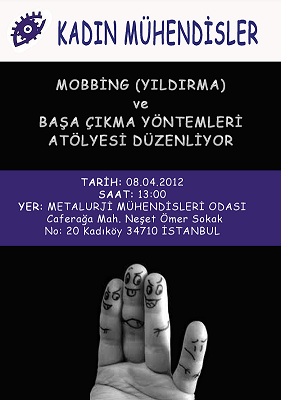 KADIN MÜHENDİSLER
MOBBİNG (YILDIRMA)
ve
BAŞA ÇIKMA YÖNTEMLERİ
ATÖLYESİ DÜZENLİYOR
TARİH: 08.04.2012
SAAT: 13:00
YER: METALURJİ MÜHENDİSLERİ ODASI
Caferağa Mah. Neşet Ömer Sokak
No: 20 Kadıköy 34710 İSTANBUL